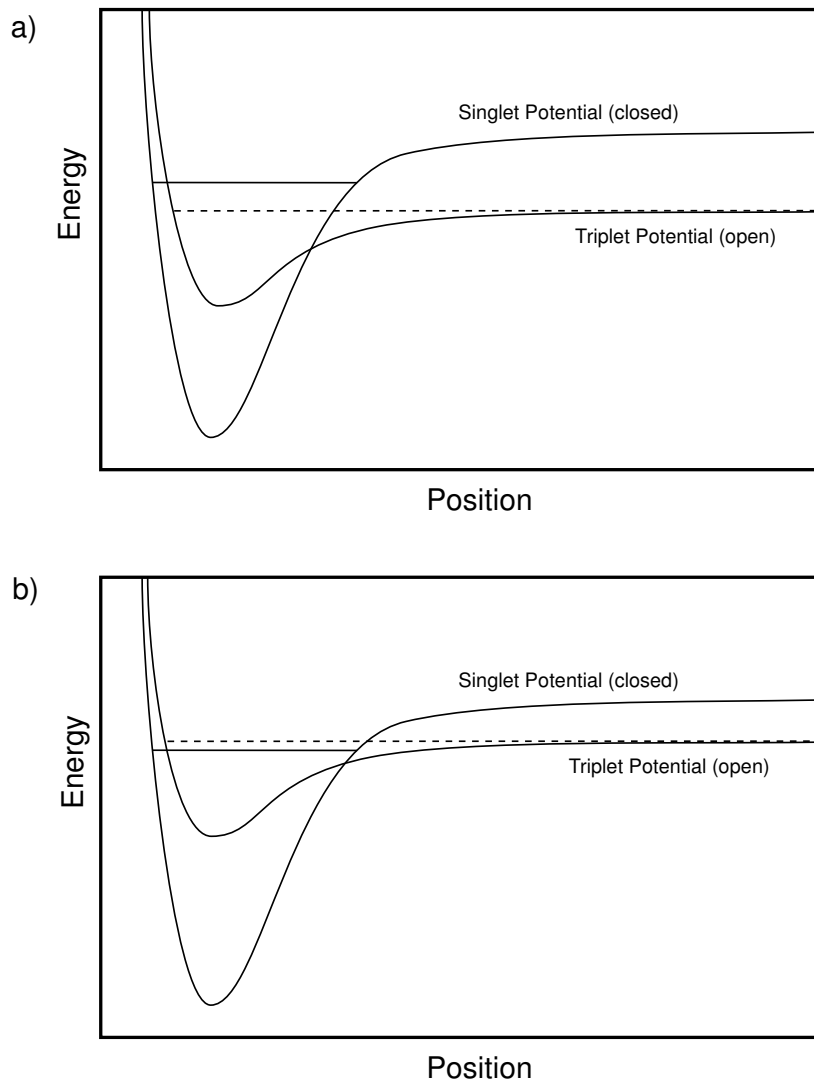 a)
Singlet Potential (closed)
Energy
Triplet Potential (open)
Position
b)
Singlet Potential (closed)
Energy
Triplet Potential (open)
Position